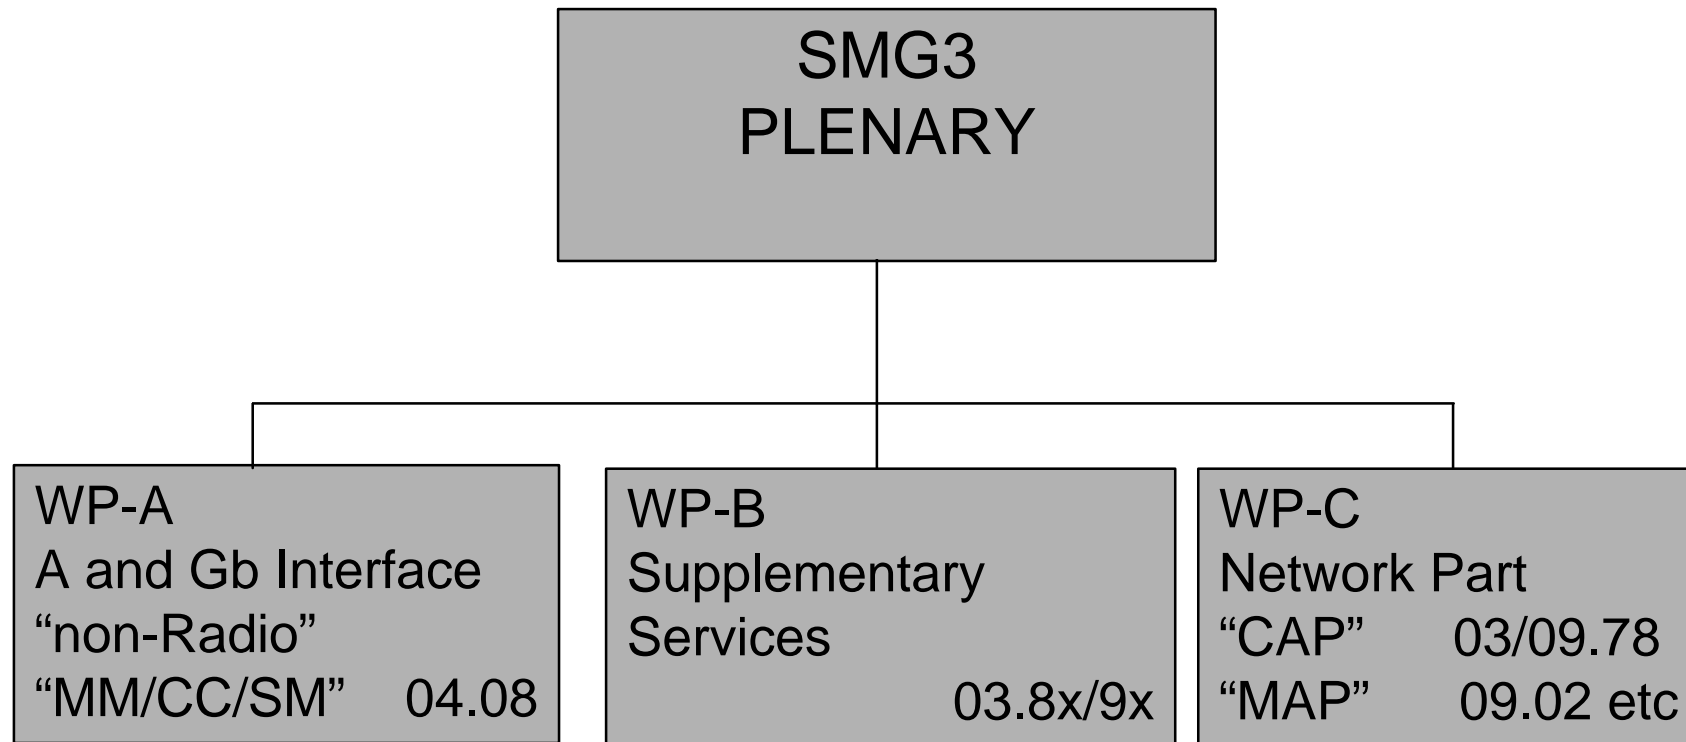 SMG3
PLENARY
WP-A
A and Gb Interface
“non-Radio”
“MM/CC/SM” 04.08
WP-B
Supplementary
Services
03.8x/9x
WP-C
Network Part
“CAP” 03/09.78
“MAP” 09.02 etc